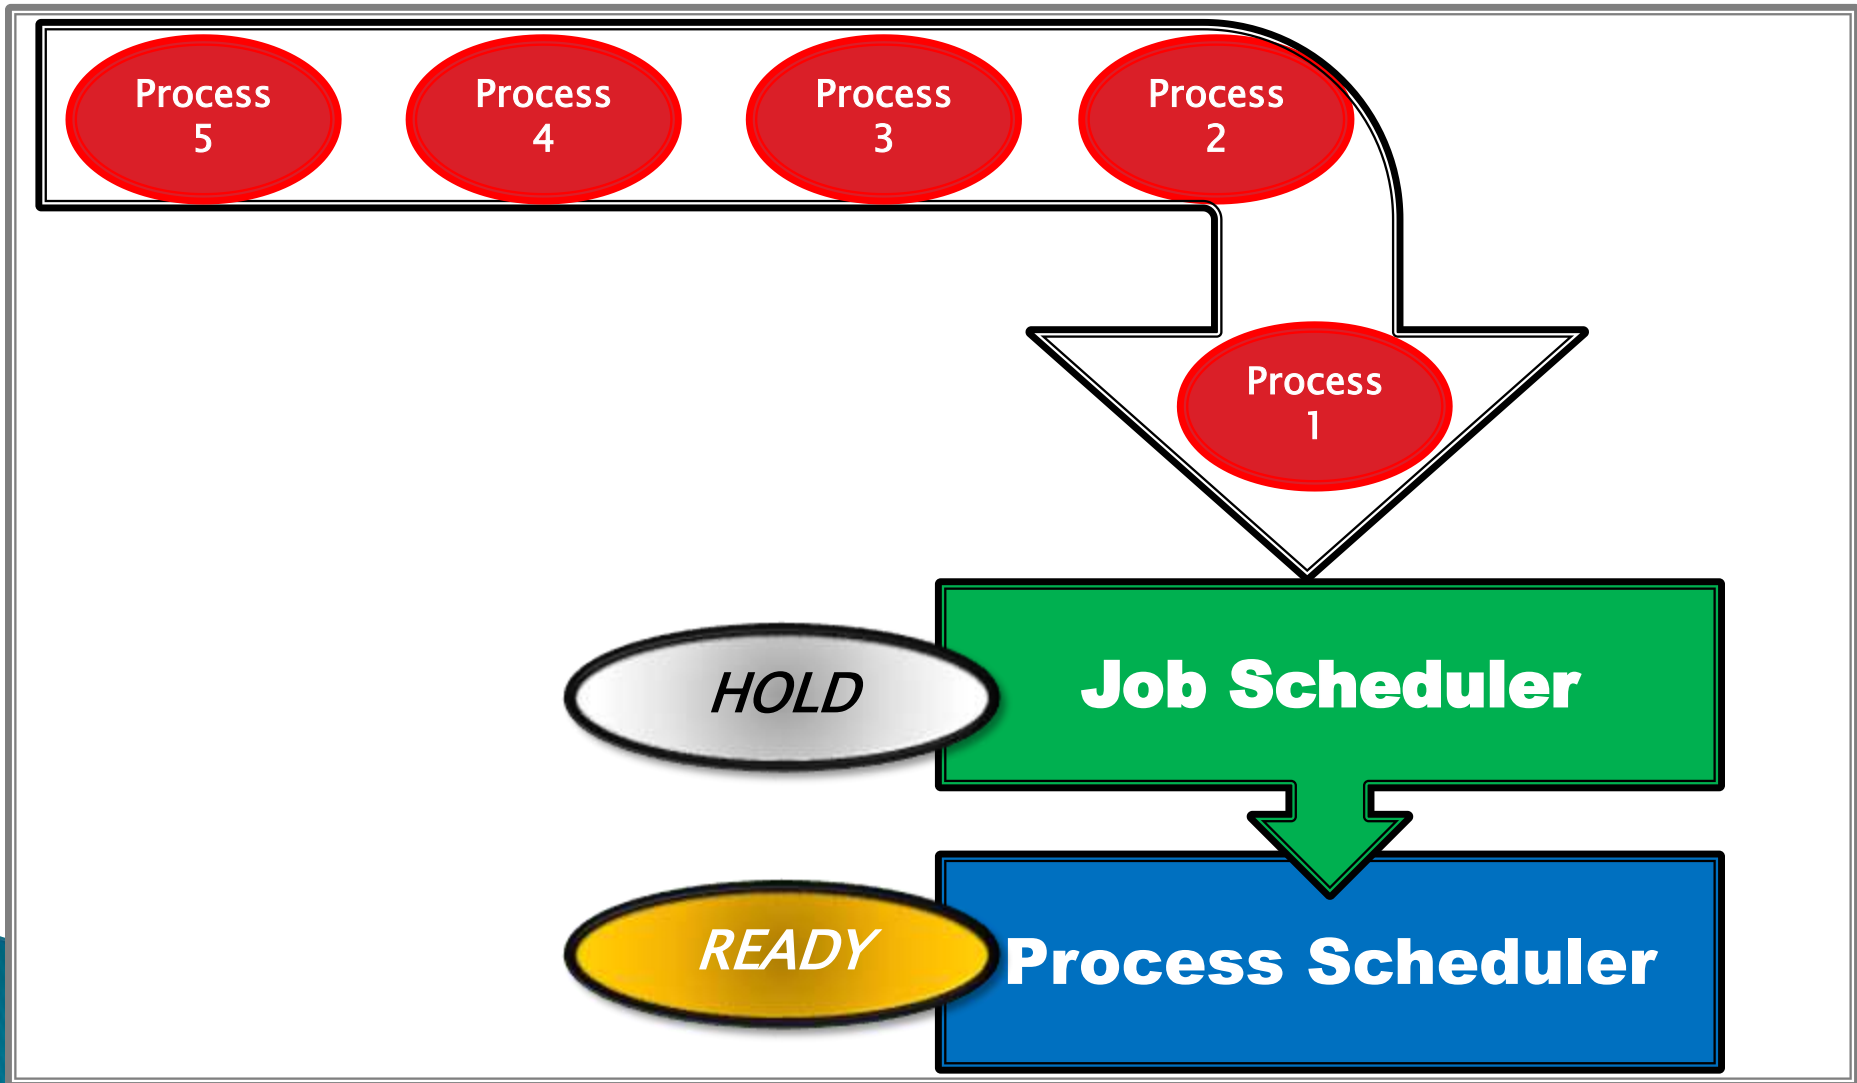 Process
5
Process
4
Process
3
Process
2
Process
1
HOLD
Job Scheduler
READY
Process Scheduler